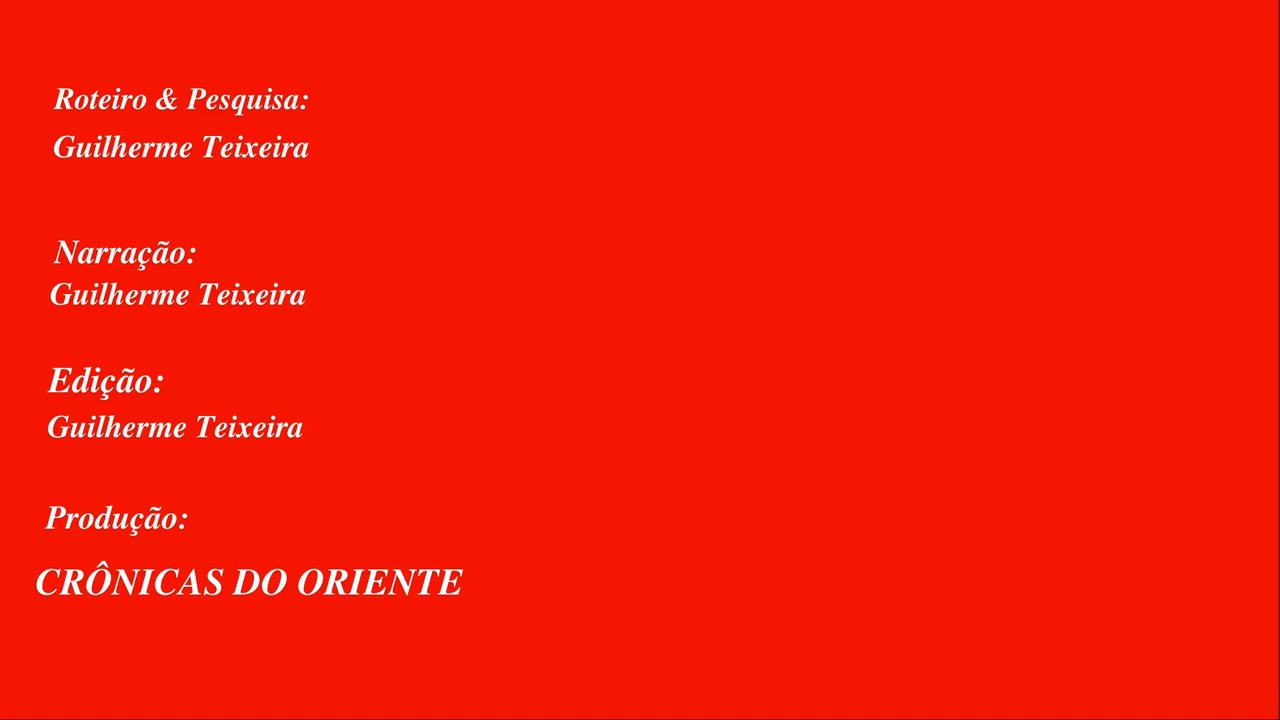 Roteiro & Pesquisa:
Guilherme Teixeira
Narração:
Guilherme Teixeira
Edição:
Guilherme Teixeira
Produção:
CRÔNICAS DO ORIENTE